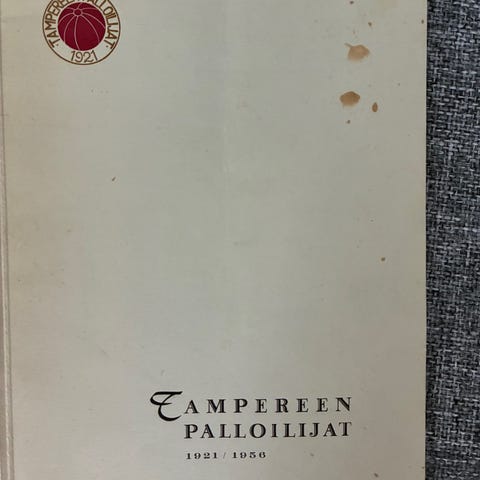 TAMPEREEN PALLOILIJAT
1921
TAMPEREEN
PALLOILIJAT
1921 / 1956